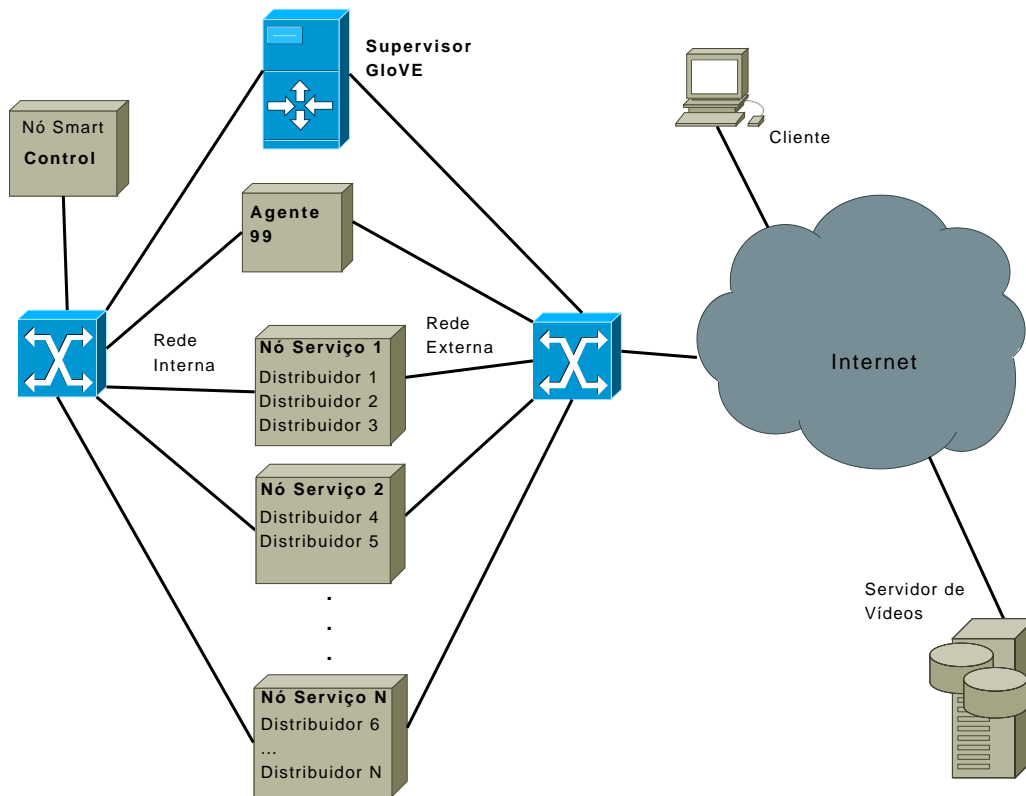 Supervisor
GloVE
Nó Smart
Control
Cliente
Agente
99
Rede
Interna
Rede
Externa
Nó Serviço 1
Distribuidor 1
Distribuidor 2
Distribuidor 3
Internet
Nó Serviço 2
Distribuidor 4
Distribuidor 5
.
.
.
Servidor de
Vídeos
Nó Serviço N
Distribuidor 6
...
Distribuidor N